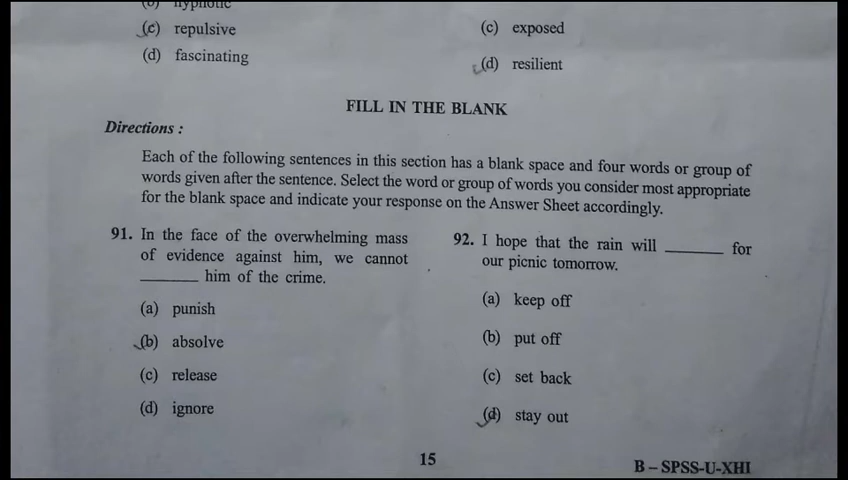 (b) hypnotic
(c) repulsive
(d) fascinating
(c) exposed
(d) resilient
FILL IN THE BLANK
Directions :
Each of the following sentences in this section has a blank space and four words or group of
words given after the sentence. Select the word or group of words you consider most appropriate
for the blank space and indicate your response on the Answer Sheet accordingly.
91. In the face of the overwhelming mass
of evidence against him, we cannot
_______ him of the crime.
(a) punish
(b) absolve
(c) release
(d) ignore
92. I hope that the rain will _______ for
our picnic tomorrow.
(a) keep off
(b) put off
(c) set back
(d) stay out
15
B – SPSS-U-XHI